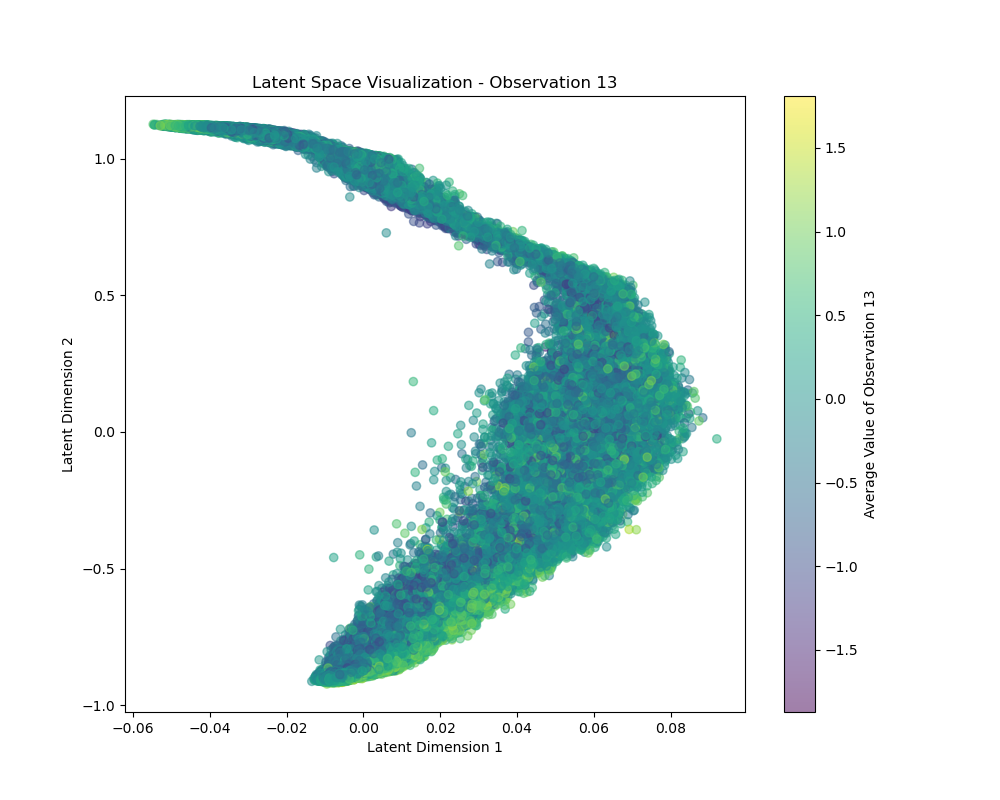 Latent Space Visualization - Observation 13
Latent Dimension 2
1.0
0.5
0.0
−0.5
−1.0
−0.06 −0.04 −0.02 0.00 0.02 0.04 0.06 0.08
Latent Dimension 1
1.5
1.0
0.5
0.0
−0.5
−1.0
−1.5
Average Value of Observation 13